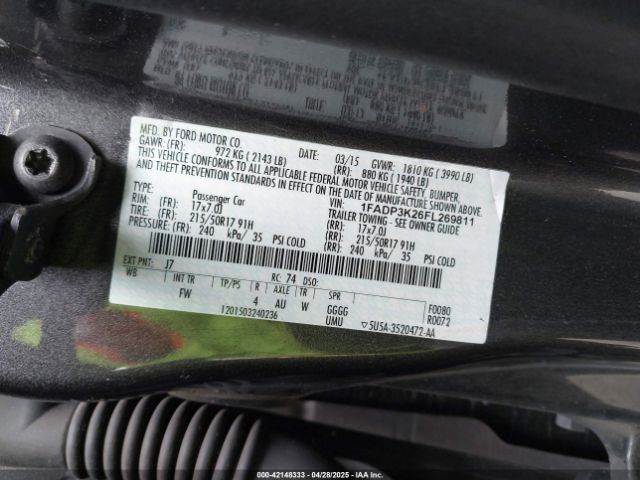 MFD. BY FORD MOTOR CO. DATE: 03/15 GVWR: 1810 KG ( 3990 LB)
GAWR: (FR): 972 KG ( 2143 LB) (RR): 880 KG ( 1940 LB)
THIS VEHICLE CONFORMS TO ALL APPLICABLE FEDERAL MOTOR VEHICLE SAFETY, BUMPER,
AND THEFT PREVENTION STANDARDS IN EFFECT ON THE DATE OF MANUFACTURE SHOWN ABOVE.
VIN: 1FADP3K26FL269811
TYPE: Passenger Car TRAILER TOWING - SEE OWNER GUIDE
RIM: (FR): 17x7.0J (RR): 17x7.0J
TIRE: (FR): 215/50R17 91H (RR): 215/50R17 91H
PRESSURE: (FR): 240 kPa/ 35 PSI COLD (RR): 240 kPa/ 35 PSI COLD
EXT PNT: J7 RC: 74 DSO:
WB INT TR TP/PS R AXLE TR SPR F0080
FW 4 AU W GGGG R0072
1201503240236 UMU 5U5A-3520472-AA
000-42148333 - 04/28/2025 - IAAI.com